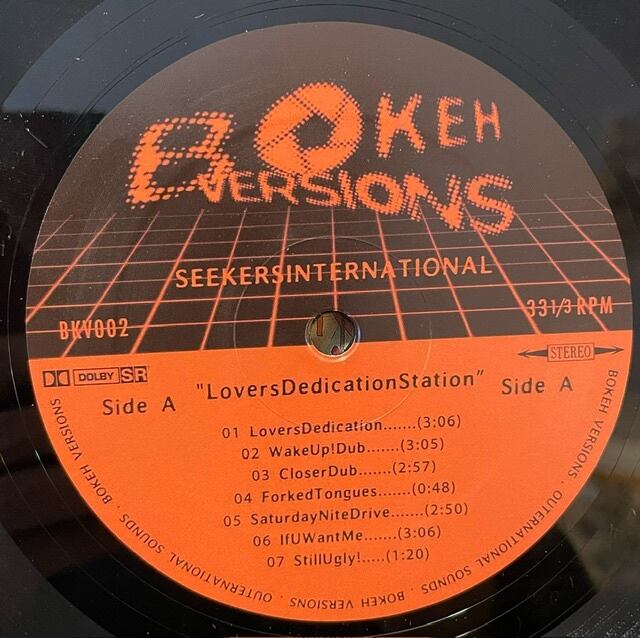 BOKEH
VERSIONS
SEEKERSINTERNATIONAL
BKV002
33 1/3 RPM
DOLBY SR
STEREO
"LoversDedicationStation"
Side A
Side A
01 LoversDedication.......(3:06)
02 WakeUp!Dub.......(3:05)
03 CloserDub.......(2:57)
04 ForkedTongues.......(0:48)
05 SaturdayNiteDrive.......(2:50)
06 IfUWantMe.......(3:06)
07 StillUgly!.....(1:20)
BOKEH VERSIONS · OUTERNATIONAL SOUNDS · BOKEH VERSIONS · OUTERNATIONAL SOUNDS · BOKEH VERSIONS